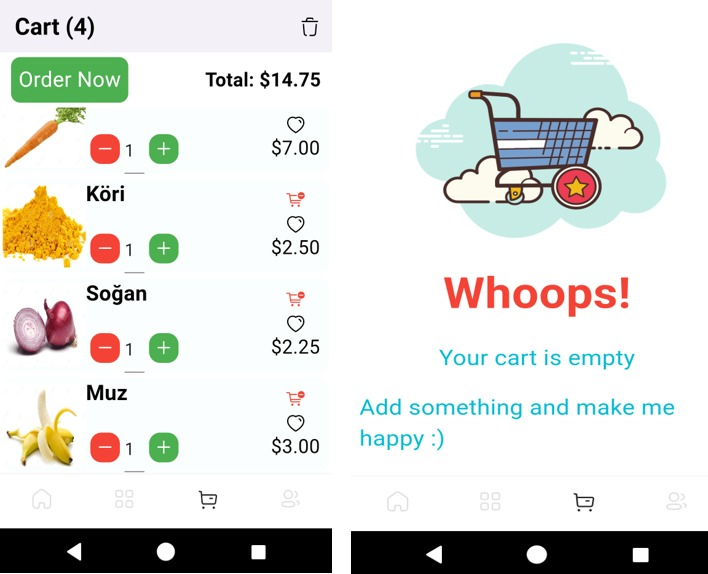 Cart (4)
Order Now
Total: $14.75
1
$7.00
Köri
1
$2.50
Soğan
1
$2.25
Muz
1
$3.00
Whoops!
Your cart is empty
Add something and make me
happy :)